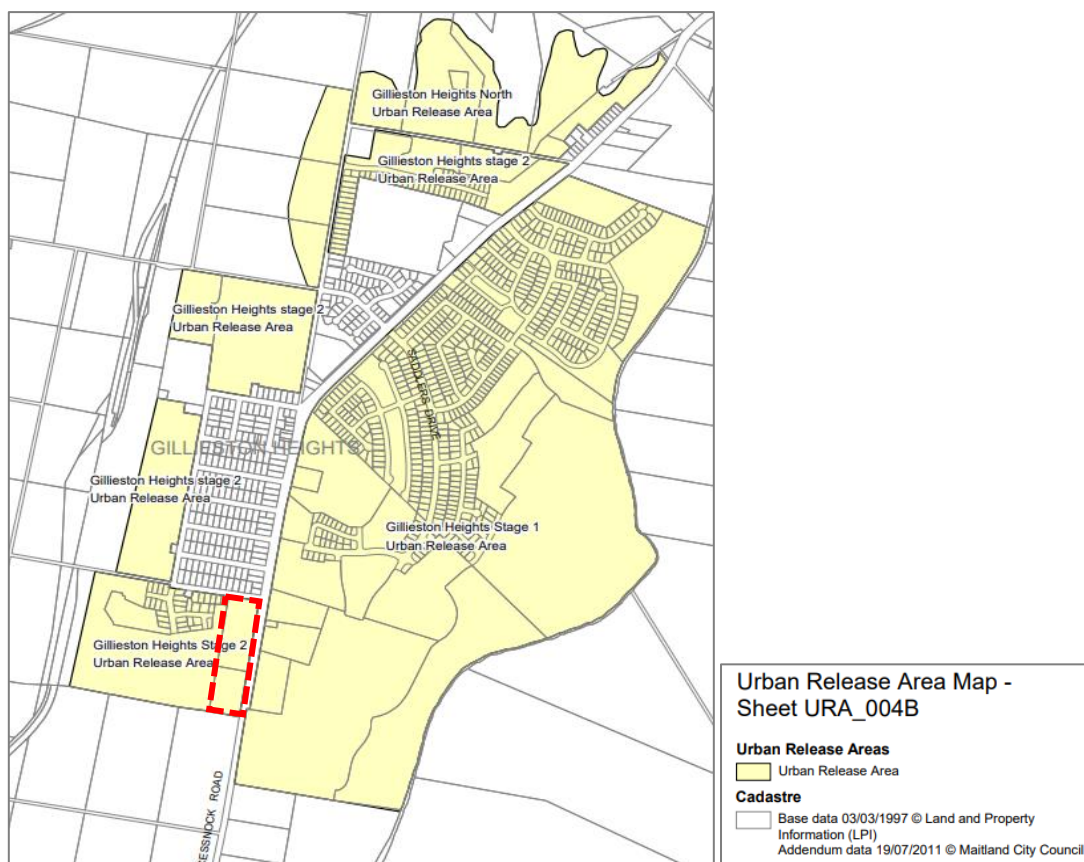 Gillieston Heights North
Urban Release Area
Gillieston Heights stage 2
Urban Release Area
Gillieston Heights stage 2
Urban Release Area
SADDLERS DRIVE
GILLIESTON HEIGHTS
Gillieston Heights stage 2
Urban Release Area
Gillieston Heights Stage 1
Urban Release Area
Gillieston Heights Stage 2
Urban Release Area
CESSNOCK ROAD
Urban Release Area Map -
Sheet URA_004B
Urban Release Areas
Urban Release Area
Cadastre
Base data 03/03/1997 © Land and Property
Information (LPI)
Addendum data 19/07/2011 © Maitland City Council